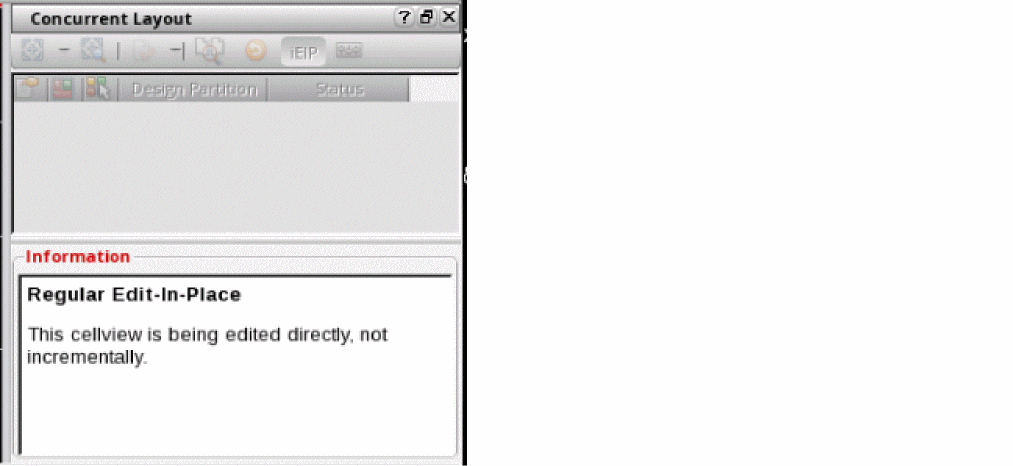 Concurrent Layout
iEIP
Design Partition Status
Information
Regular Edit-In-Place
This cellview is being edited directly, not
incrementally.